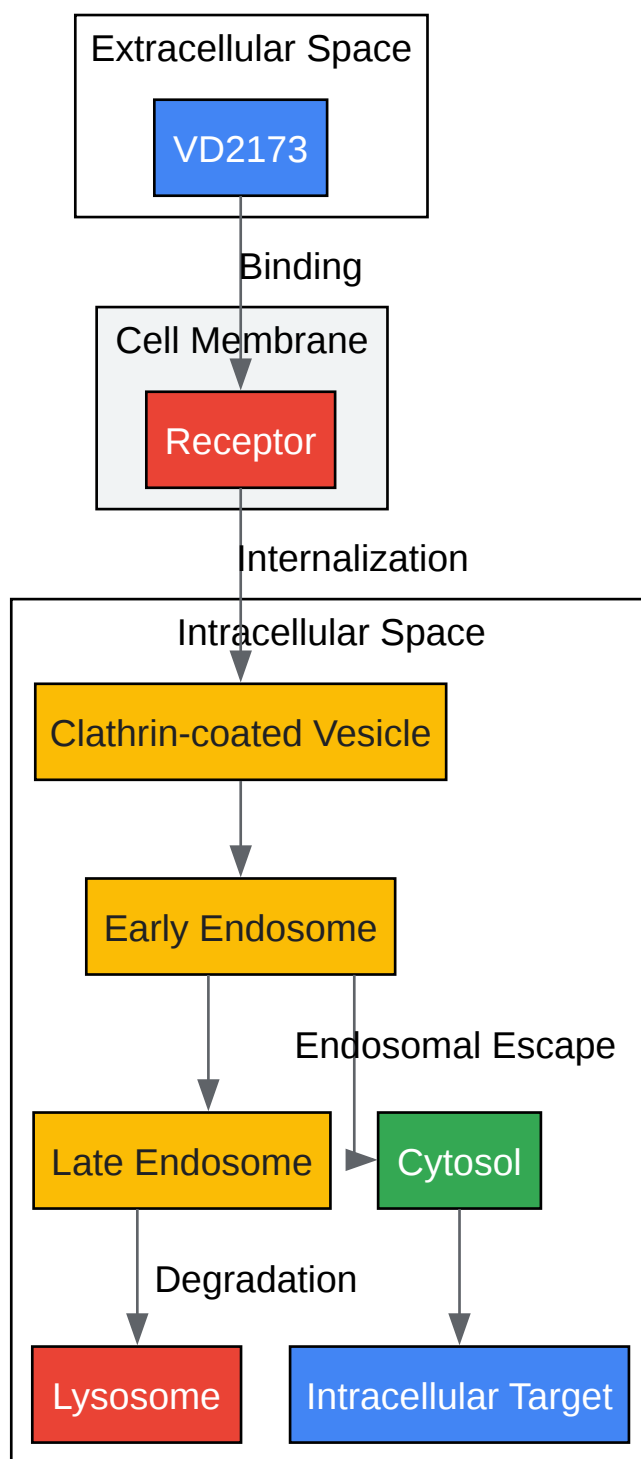 Extracellular Space
VD2173
Binding
Cell Membrane
Receptor
Internalization
Intracellular Space
Clathrin-coated Vesicle
Early Endosome
Endosomal Escape
Late Endosome
Cytosol
Degradation
Lysosome
Intracellular Target